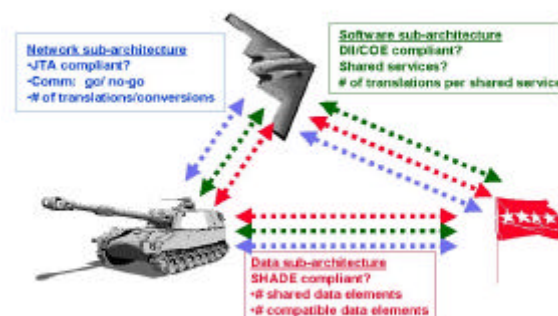 Network sub-architecture
•JTA compliant?
•Comm: go/ no-go
•# of translations/conversions
Software sub-architecture
DII/COE compliant?
Shared services?
# of translations per shared service
Data sub-architecture
SHADE compliant?
•# shared data elements
•# compatible data elements